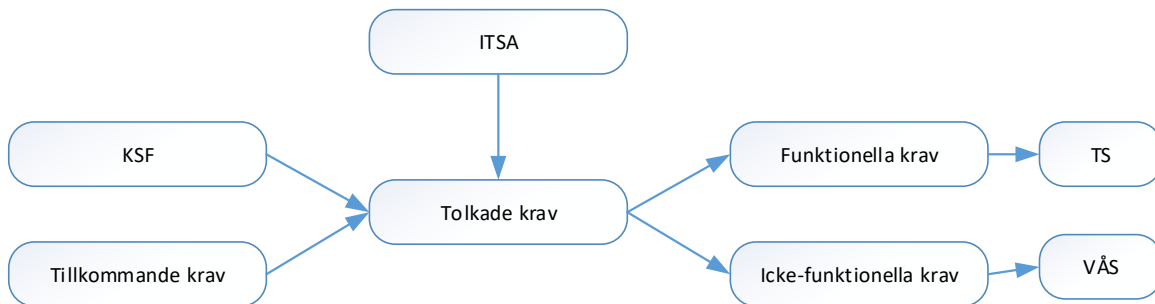 ITSA
KSF
Funktionella krav
TS
Tolkade krav
Tillkommande krav
Icke-funktionella krav
VÅS